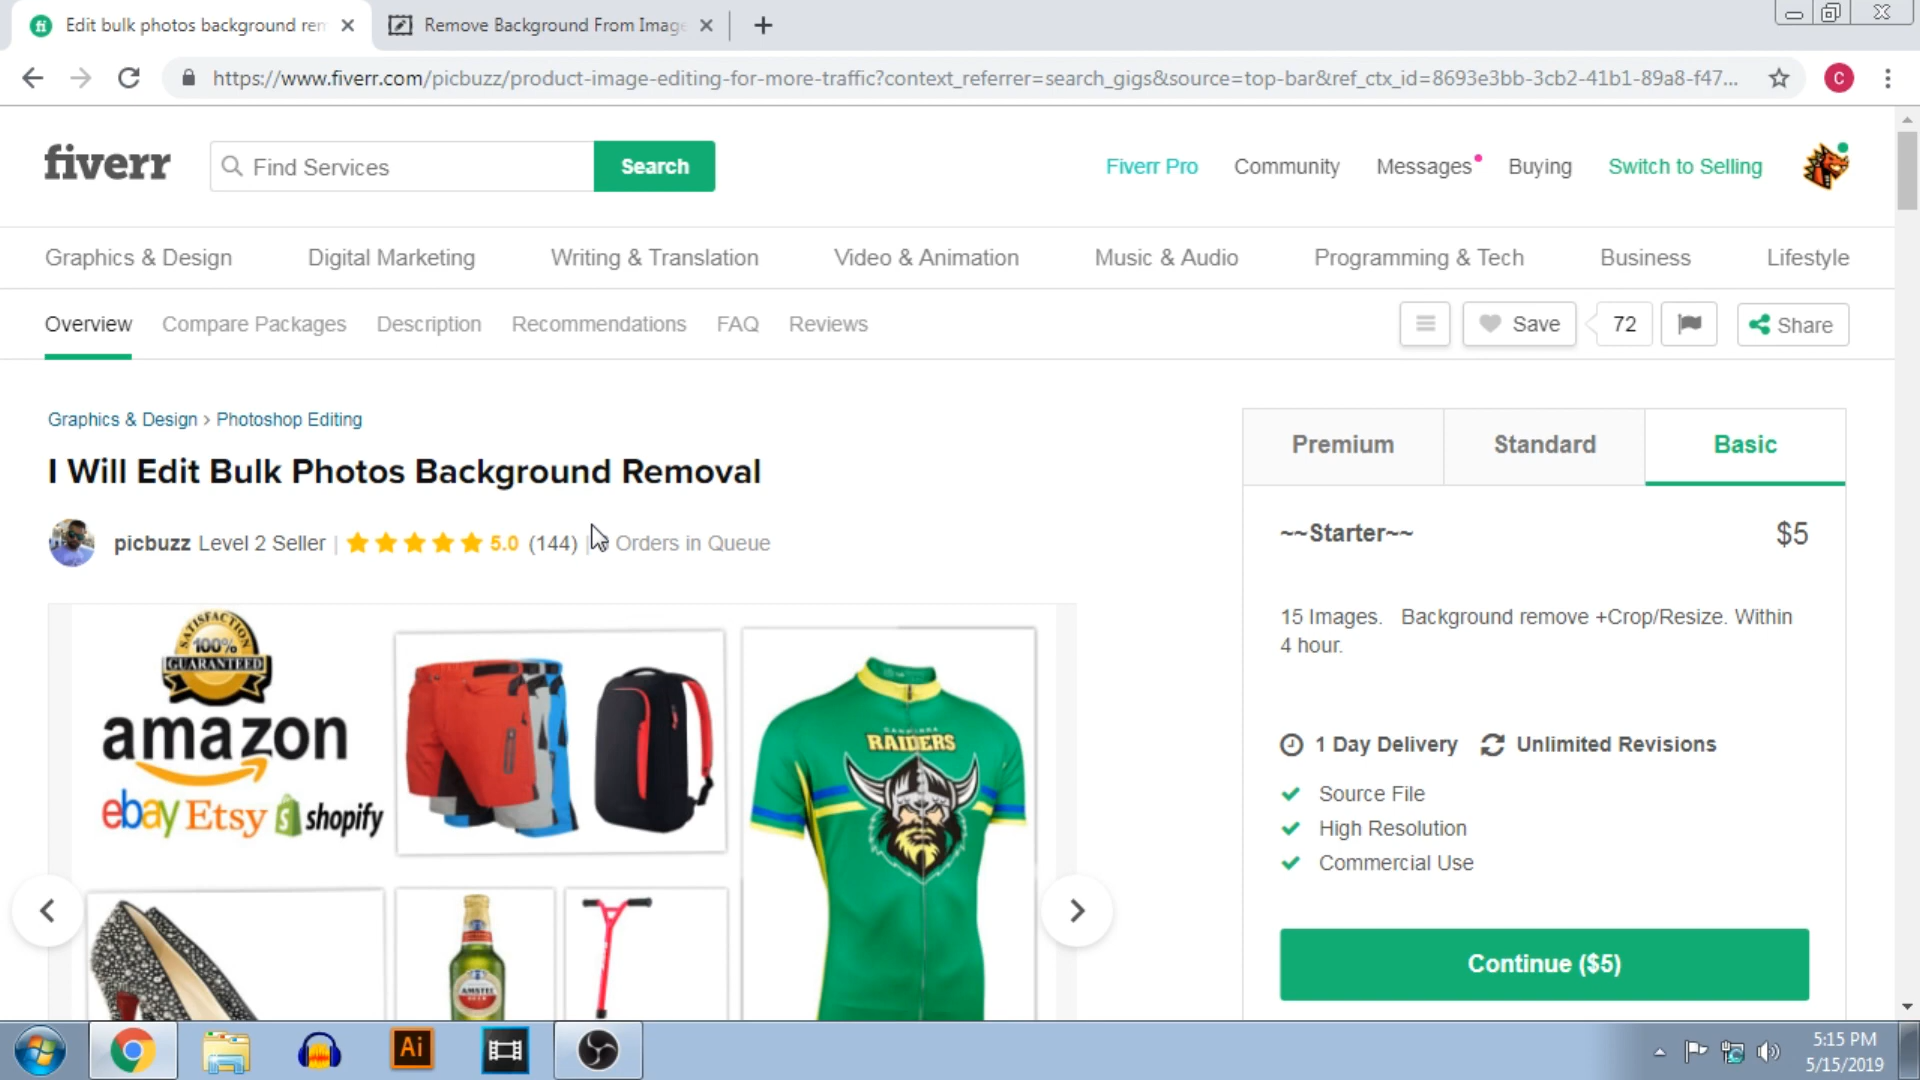 Edit bulk photos background ren
Remove Background From Image
https://www.fiverr.com/picbuzz/product-image-editing-for-more-traffic?context_referrer=search_gigs&source=top-bar&ref_ctx_id=8693e3bb-3cb2-41b1-89a8-f47...
C
fiverr
Find Services
Search
Fiverr Pro
Community
Messages
Buying
Switch to Selling
Graphics & Design
Digital Marketing
Writing & Translation
Video & Animation
Music & Audio
Programming & Tech
Business
Lifestyle
Overview
Compare Packages
Description
Recommendations
FAQ
Reviews
Save
72
Share
Graphics & Design > Photoshop Editing
I Will Edit Bulk Photos Background Removal
picbuzz Level 2 Seller | 5.0 (144) | Orders in Queue
Premium
Standard
Basic
~~Starter~~
$5
15 Images. Background remove +Crop/Resize. Within
4 hour.
1 Day Delivery
Unlimited Revisions
Source File
High Resolution
Commercial Use
Continue ($5)
SATISFACTION
100%
GUARANTEED
amazon
ebay Etsy shopify
RAIDERS
AMSTEL
Ai
5:15 PM
5/15/2019